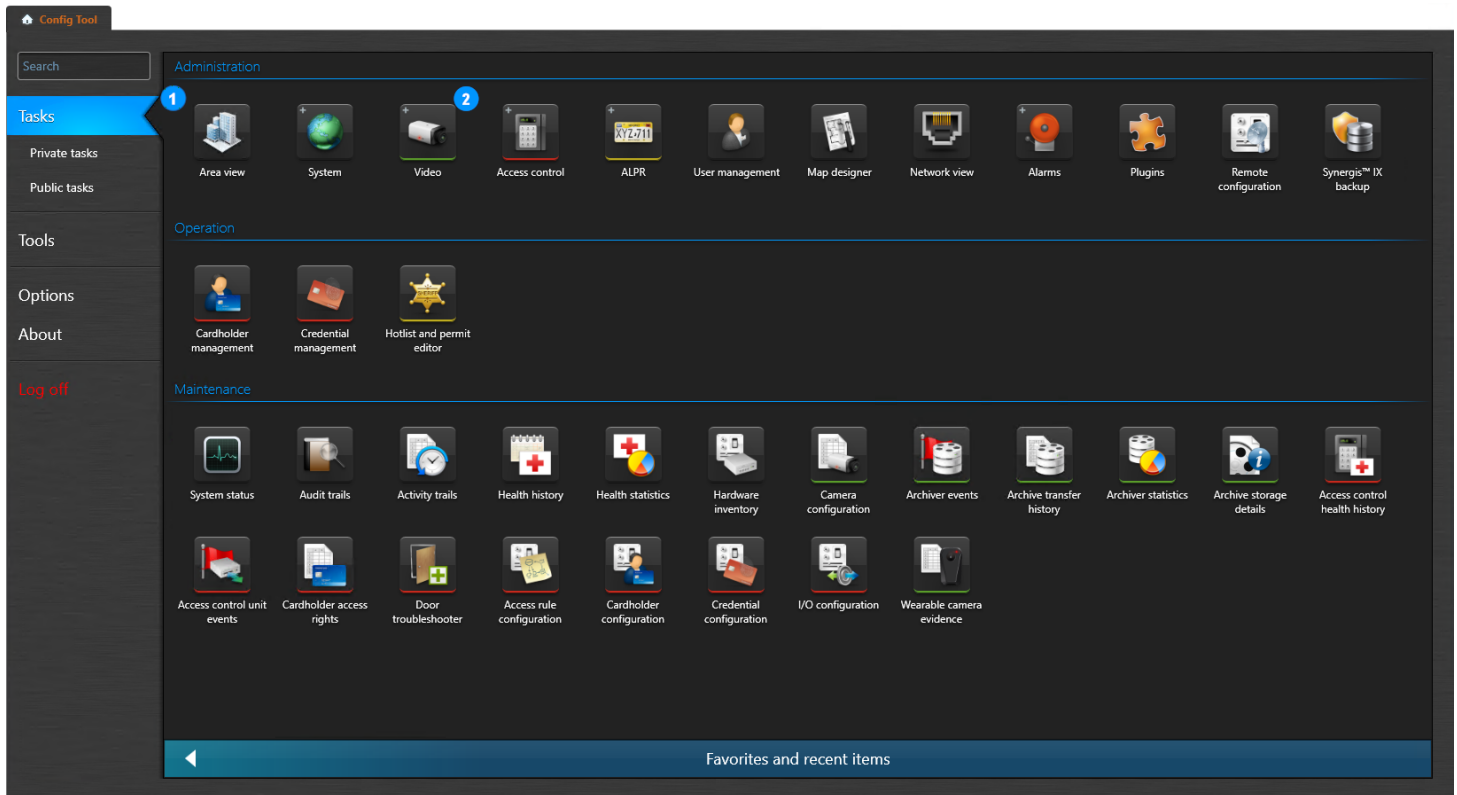 Config Tool
Search
Tasks
Private tasks
Public tasks
Tools
Options
About
Log off
1
2
Administration
XYZ-711
Area view
System
Video
Access control
ALPR
User management
Map designer
Network view
Alarms
Plugins
Remote
configuration
Synergis™ IX
backup
Operation
SHERIFF
Cardholder
management
Credential
management
Hotlist and permit
editor
Maintenance
System status
Audit trails
Activity trails
Health history
Health statistics
Hardware
inventory
Camera
configuration
Archiver events
Archive transfer
history
Archiver statistics
Archive storage
details
Access control
health history
Access control unit
events
Cardholder access
rights
Door
troubleshooter
Access rule
configuration
Cardholder
configuration
Credential
configuration
I/O configuration
Wearable camera
evidence
Favorites and recent items